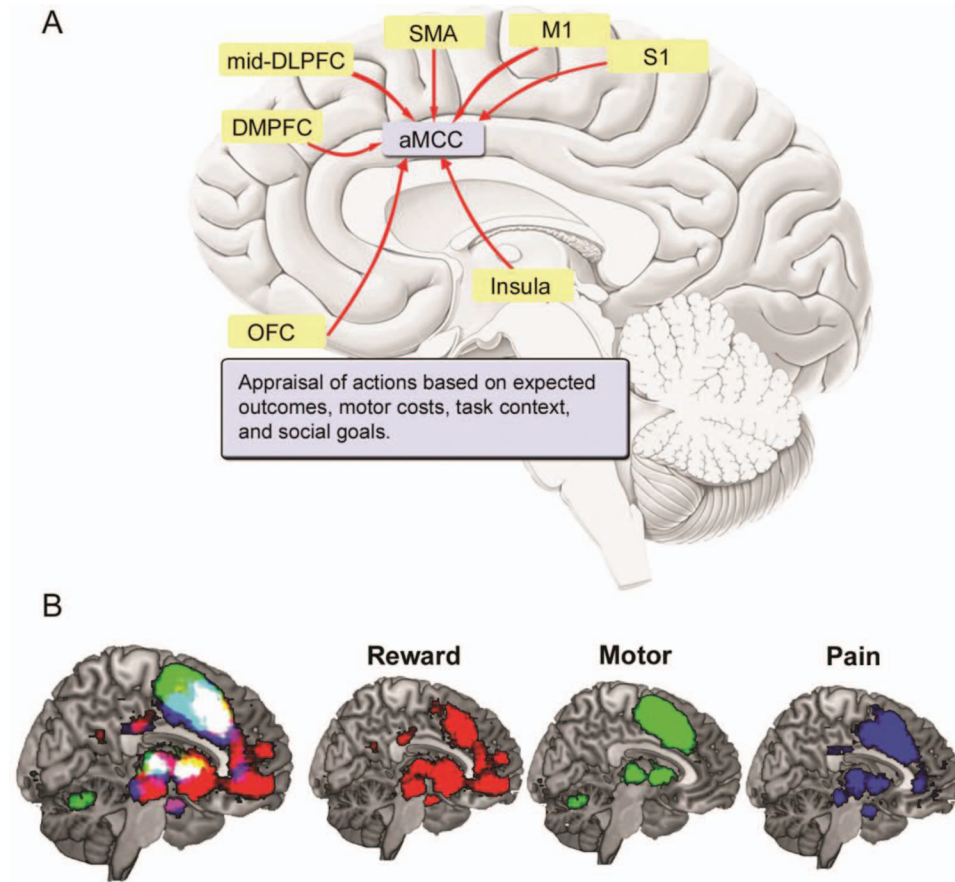 A
SMA
M1
mid-DLPFC
S1
DMPFC
aMCC
Insula
OFC
Appraisal of actions based on expected
outcomes, motor costs, task context,
and social goals.
B
Reward
Motor
Pain